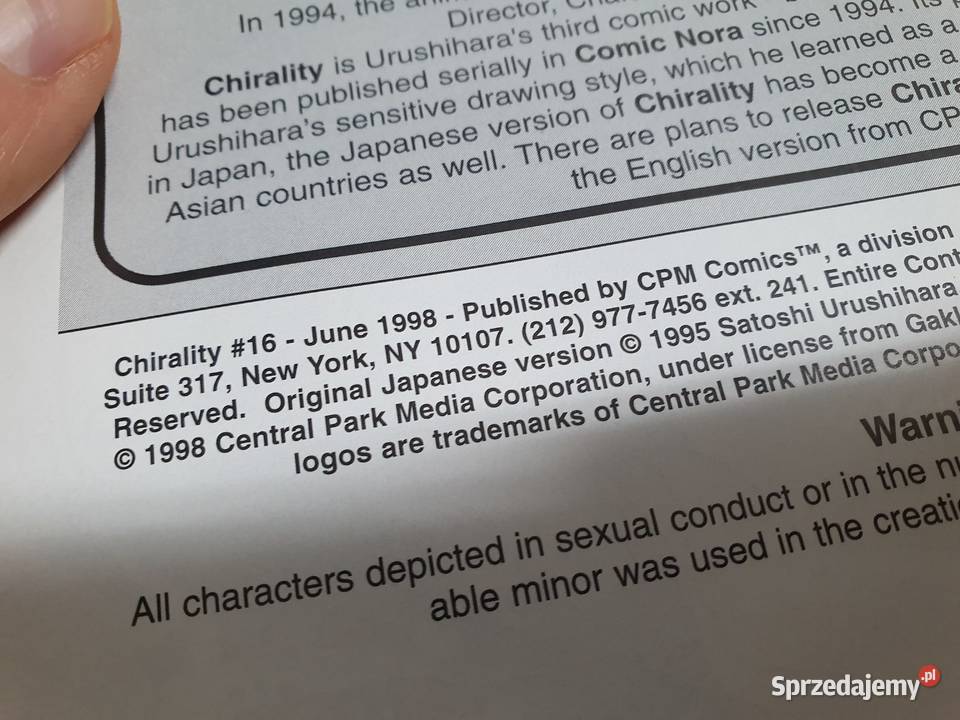 In 1994, the
Director,
Chirality is Urushihara's third comic work
has been published serially in Comic Nora since 1994. Its
Urushihara's sensitive drawing style, which he learned as a
in Japan, the Japanese version of Chirality has become a
Asian countries as well. There are plans to release
the English version from
Chirality #16 - June 1998 - Published by CPM Comics™, a division
Suite 317, New York, NY 10107. (212) 977-7456 ext. 241. Entire
Reserved. Original Japanese version © 1995 Satoshi Urushihara
© 1998 Central Park Media Corporation, under license from
logos are trademarks of Central Park Media
All characters depicted in sexual conduct or in the
able minor was used in the
Sprzedajemy.pl